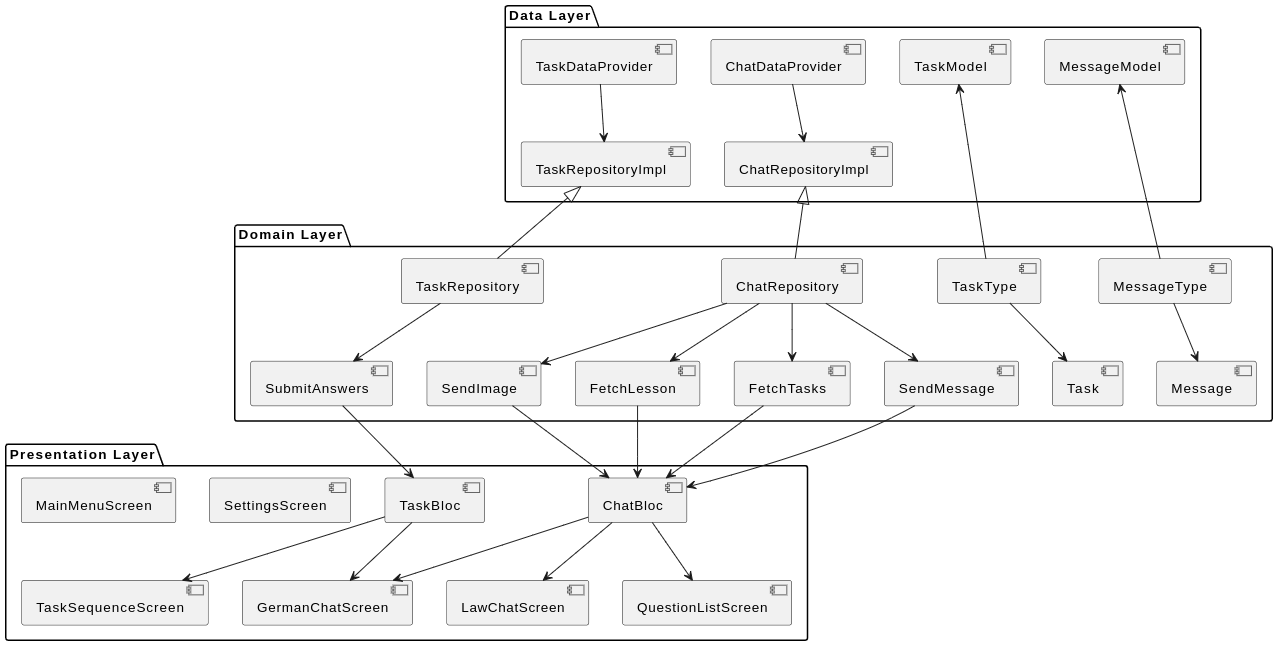 Data Layer
TaskDataProvider
ChatDataProvider
TaskModel
MessageModel
TaskRepositoryImpl
ChatRepositoryImpl
Domain Layer
TaskRepository
ChatRepository
TaskType
MessageType
SubmitAnswers
SendImage
FetchLesson
FetchTasks
SendMessage
Task
Message
Presentation Layer
MainMenuScreen
SettingsScreen
TaskBloc
ChatBloc
TaskSequenceScreen
GermanChatScreen
LawChatScreen
QuestionListScreen